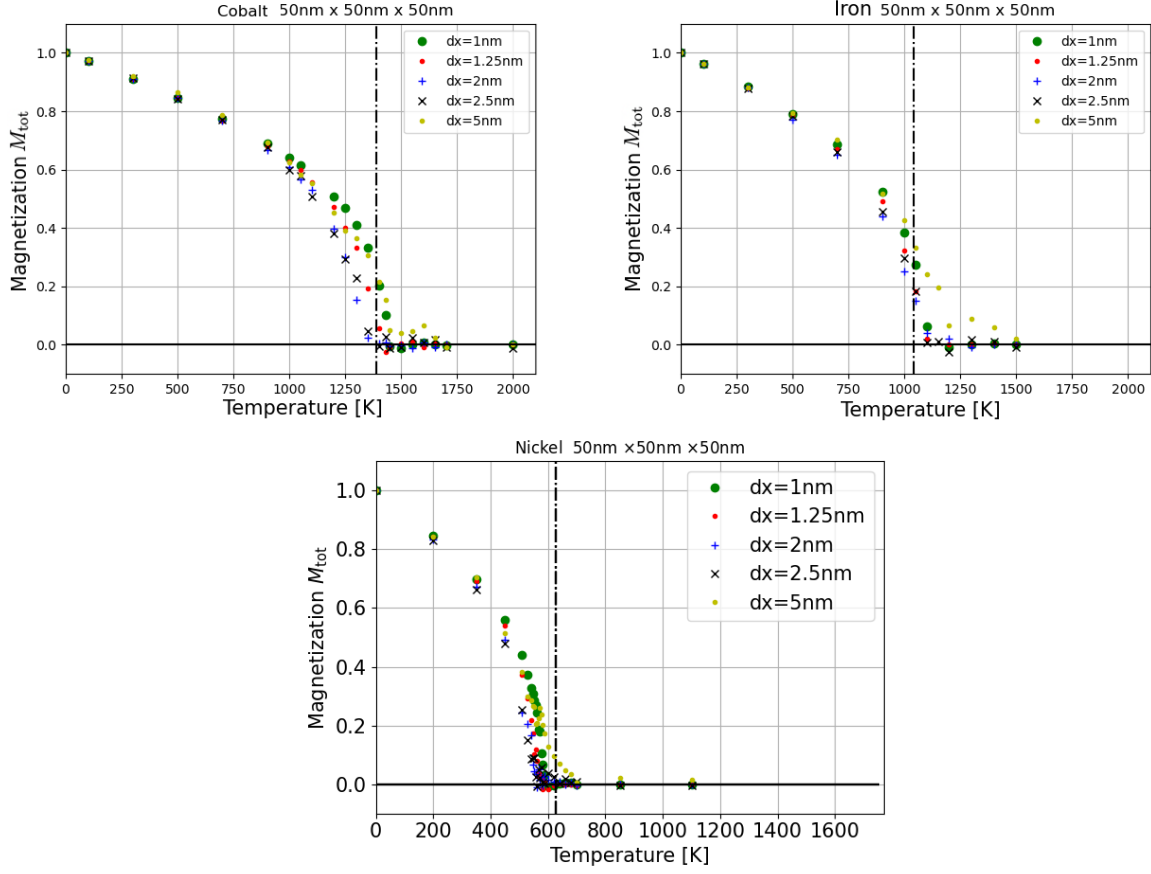 Cobalt 50nm x 50nm x 50nm
Magnetization M_tot
1.0
0.8
0.6
0.4
0.2
0.0
dx=1nm
dx=1.25nm
dx=2nm
dx=2.5nm
dx=5nm
0 250 500 750 1000 1250 1500 1750 2000
Temperature [K]
Iron 50nm x 50nm x 50nm
Magnetization M_tot
1.0
0.8
0.6
0.4
0.2
0.0
dx=1nm
dx=1.25nm
dx=2nm
dx=2.5nm
dx=5nm
0 250 500 750 1000 1250 1500 1750 2000
Temperature [K]
Nickel 50nm ×50nm ×50nm
Magnetization M_tot
1.0
0.8
0.6
0.4
0.2
0.0
dx=1nm
dx=1.25nm
dx=2nm
dx=2.5nm
dx=5nm
0 200 400 600 800 1000 1200 1400 1600
Temperature [K]